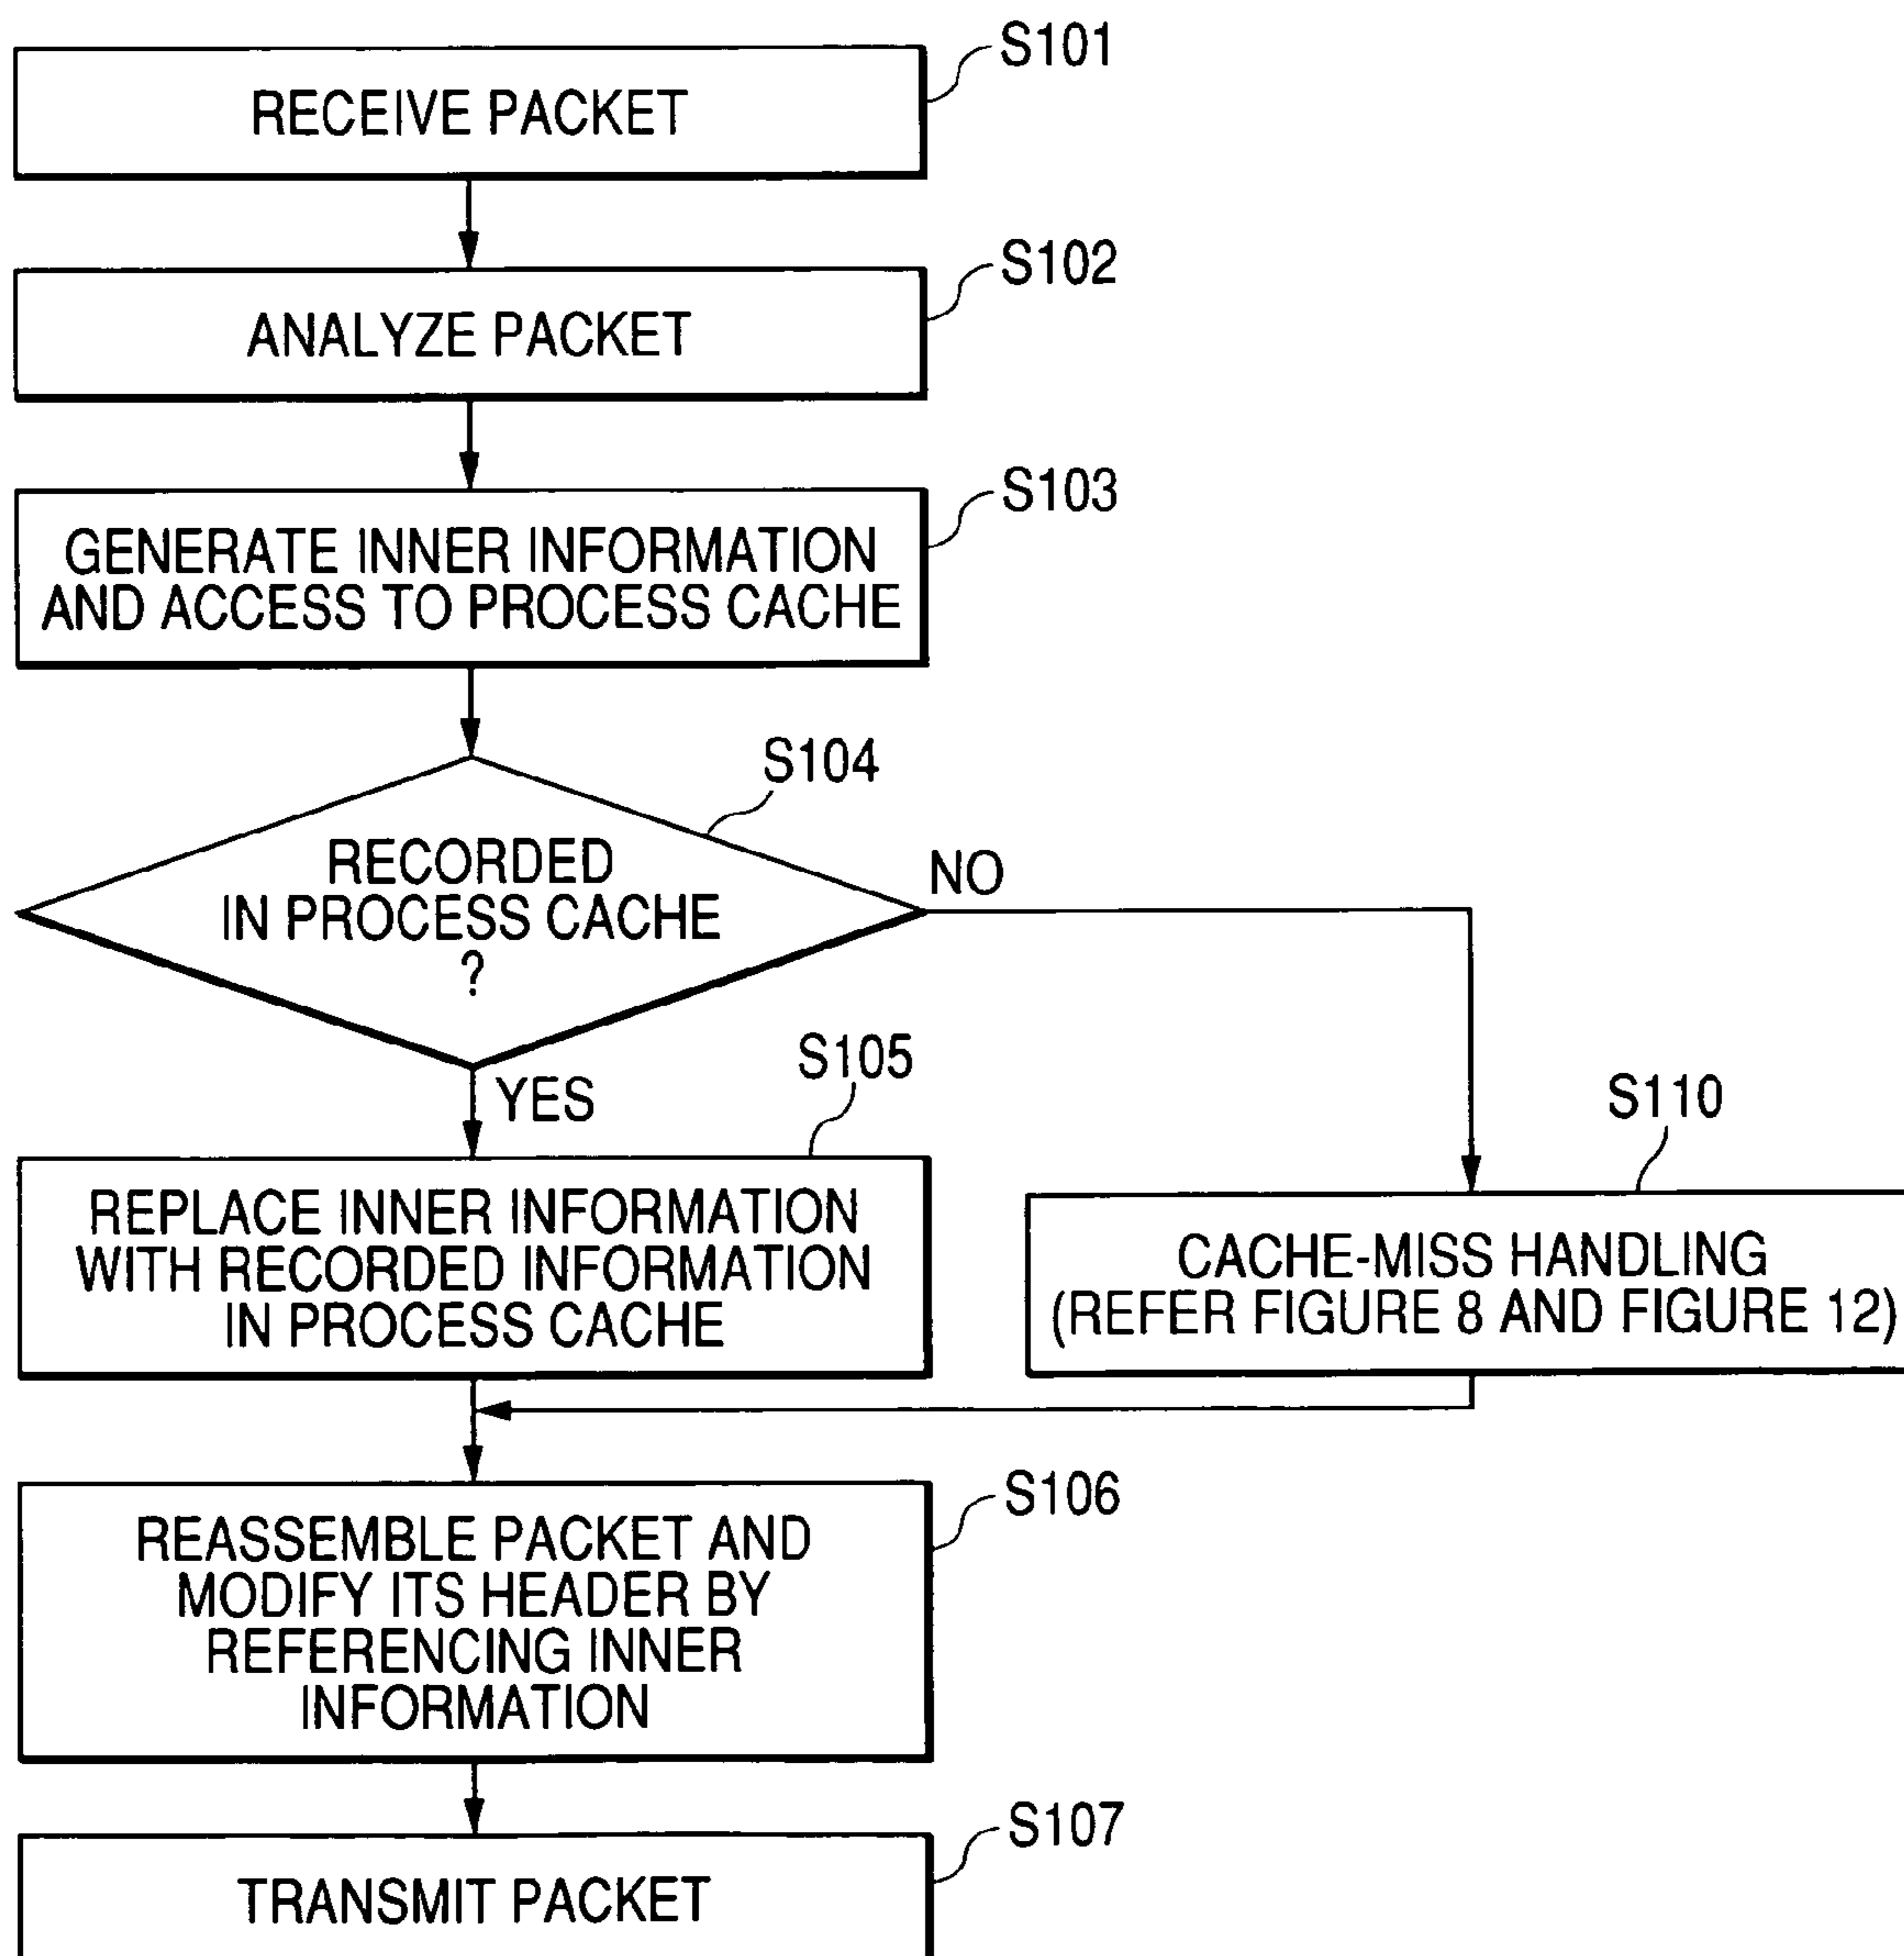 S101
RECEIVE PACKET
S102
ANALYZE PACKET
S103
GENERATE INNER INFORMATION
AND ACCESS TO PROCESS CACHE
S104
RECORDED
IN PROCESS CACHE
?
NO
YES
S105
REPLACE INNER INFORMATION
WITH RECORDED INFORMATION
IN PROCESS CACHE
S110
CACHE-MISS HANDLING
(REFER FIGURE 8 AND FIGURE 12)
S106
REASSEMBLE PACKET AND
MODIFY ITS HEADER BY
REFERENCING INNER
INFORMATION
S107
TRANSMIT PACKET